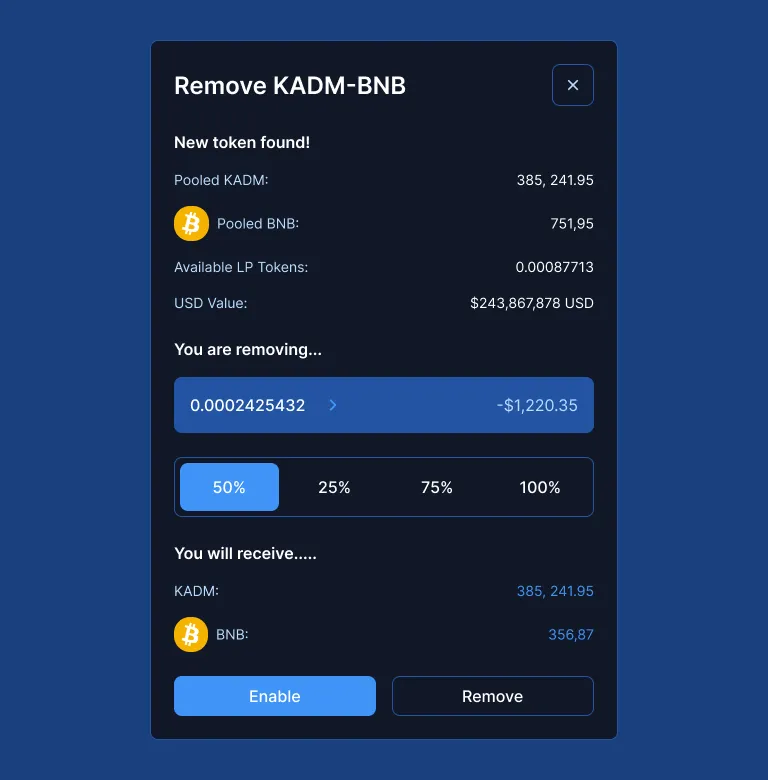 Remove KADM-BNB
New token found!
Pooled KADM: 385, 241.95
Pooled BNB: 751,95
Available LP Tokens: 0.00087713
USD Value: $243,867,878 USD
You are removing...
0.0002425432 -$1,220.35
50% 25% 75% 100%
You will receive.....
KADM: 385, 241.95
BNB: 356,87
Enable Remove